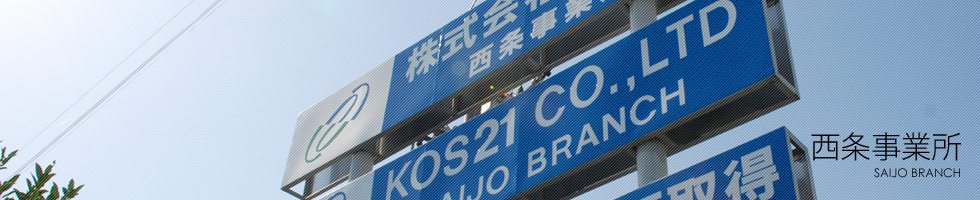 株式会
西条事業
KOS21 CO.,LTD
AIJO BRANCH
取得
西条事業所
SAIJO BRANCH